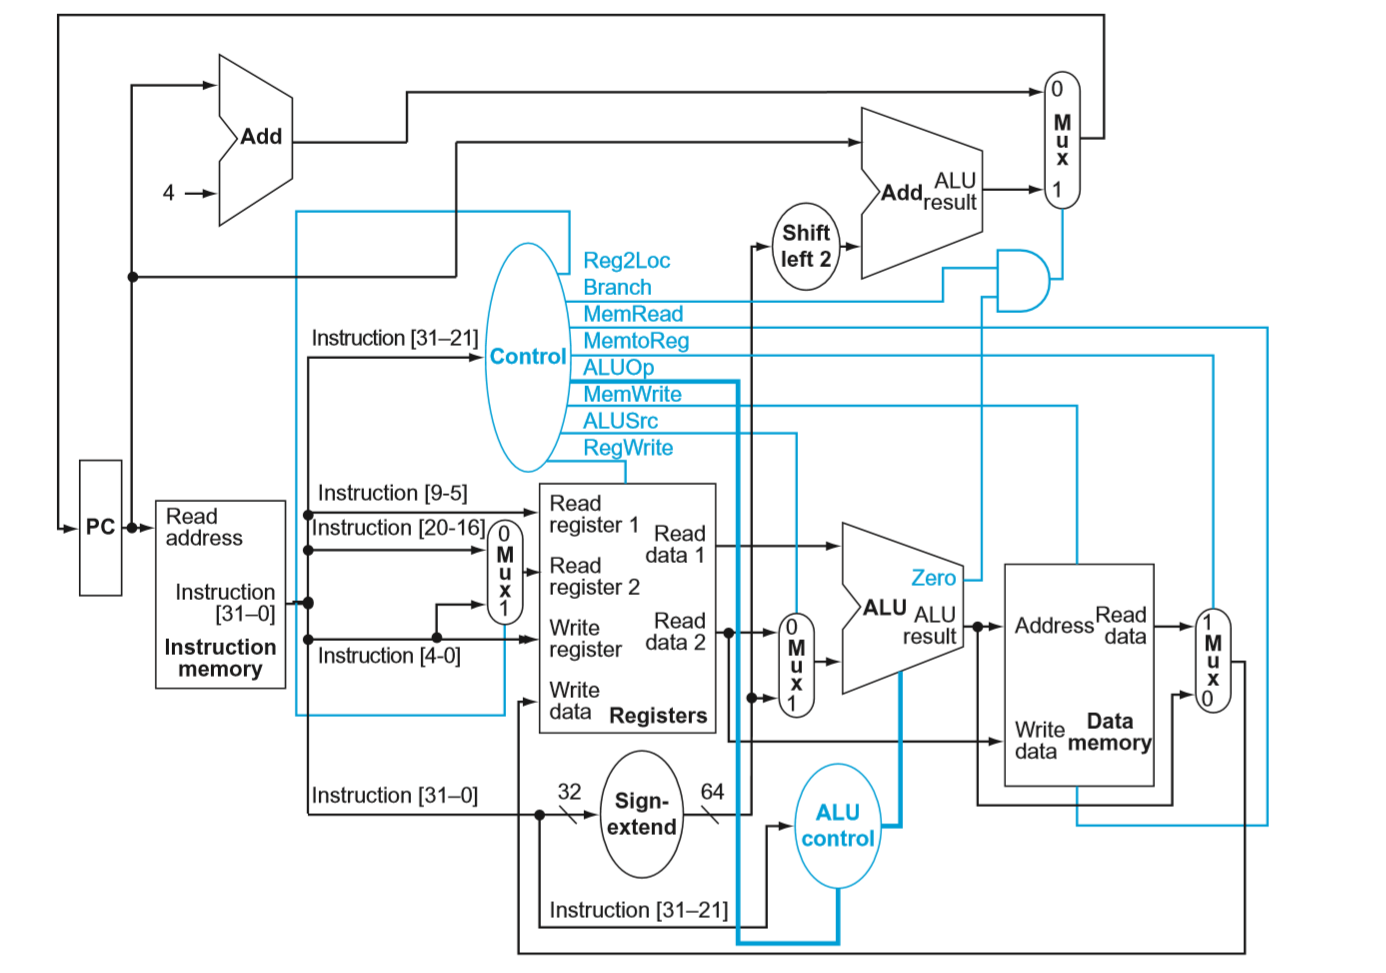 0
M
u
x
1
Add
4
Add
ALU
result
Shift
left 2
Reg2Loc
Branch
MemRead
MemtoReg
ALUOp
MemWrite
ALUSrc
RegWrite
Instruction [31–21]
Control
PC
Read
address
Instruction
[31–0]
Instruction
memory
Instruction [9-5]
Instruction [20-16]
Instruction [4-0]
0
M
u
x
1
Read
register 1
Read
register 2
Write
register
Write
data
Read
data 1
Read
data 2
Registers
0
M
u
x
1
Zero
ALU
ALU
result
Address
Read
data
Write
data
Data
memory
1
M
u
x
0
Instruction [31–0]
32
Sign-
extend
64
ALU
control
Instruction [31–21]